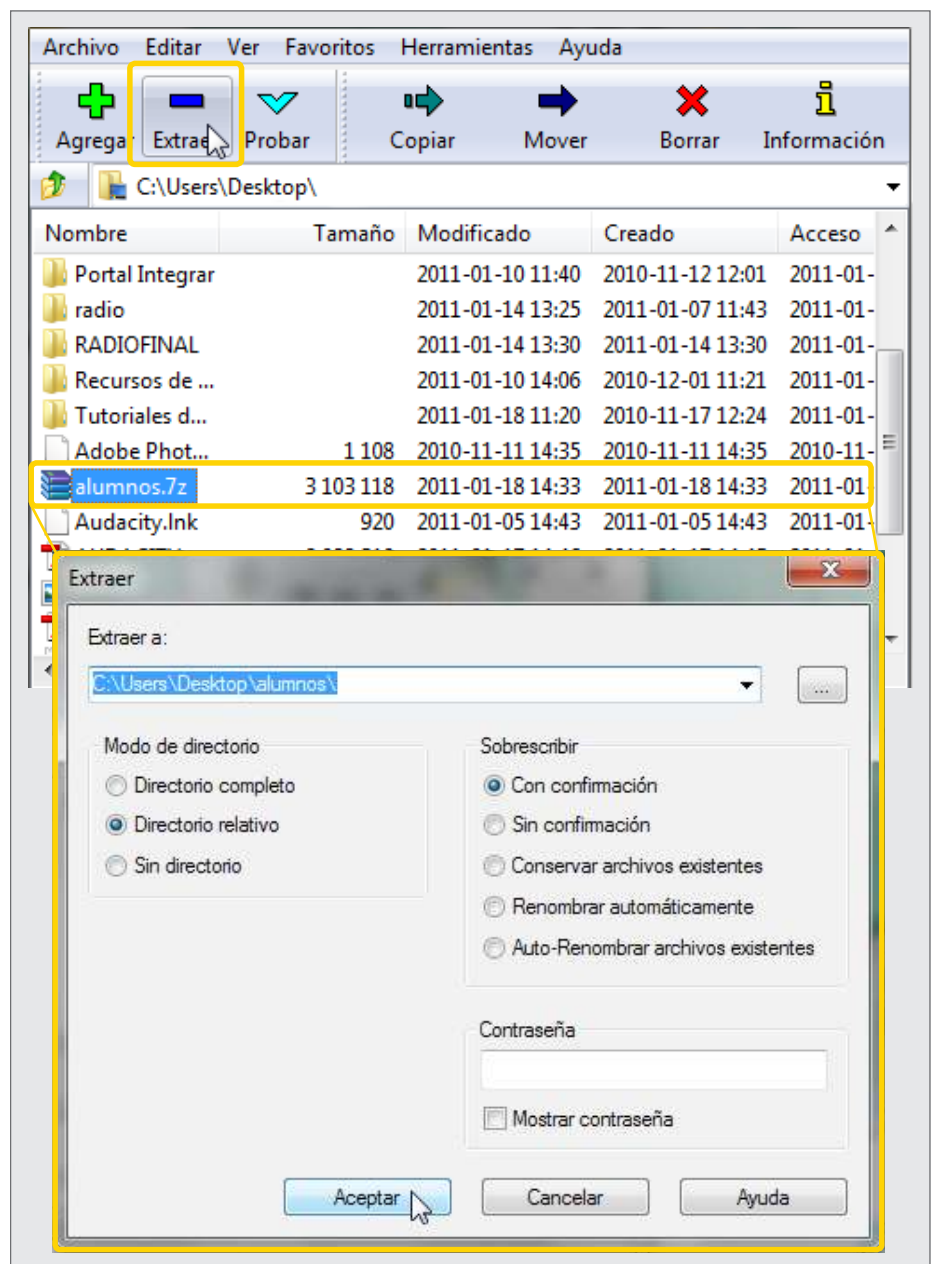 Archivo Editar Ver Favoritos Herramientas Ayuda
Agregar Extraer Probar Copiar Mover Borrar Información
C:\Users\Desktop\
Nombre Tamaño Modificado Creado Acceso
Portal Integrar 2011-01-10 11:40 2010-11-12 12:01 2011-01-
radio 2011-01-14 13:25 2011-01-07 11:43 2011-01-
RADIOFINAL 2011-01-14 13:30 2011-01-14 13:30 2011-01-
Recursos de ... 2011-01-10 14:06 2010-12-01 11:21 2011-01-
Tutoriales d... 2011-01-18 11:20 2010-11-17 12:24 2011-01-
Adobe Phot... 1 108 2010-11-11 14:35 2010-11-11 14:35 2010-11-
alumnos.7z 3 103 118 2011-01-18 14:33 2011-01-18 14:33 2011-01-
Audacity.lnk 920 2011-01-05 14:43 2011-01-05 14:43 2011-01-
Extraer
Extraer a:
C:\Users\Desktop\alumnos\
...
Modo de directorio
Directorio completo
Directorio relativo
Sin directorio
Sobrescribir
Con confirmación
Sin confirmación
Conservar archivos existentes
Renombrar automáticamente
Auto-Renombrar archivos existentes
Contraseña
Mostrar contraseña
Aceptar Cancelar Ayuda